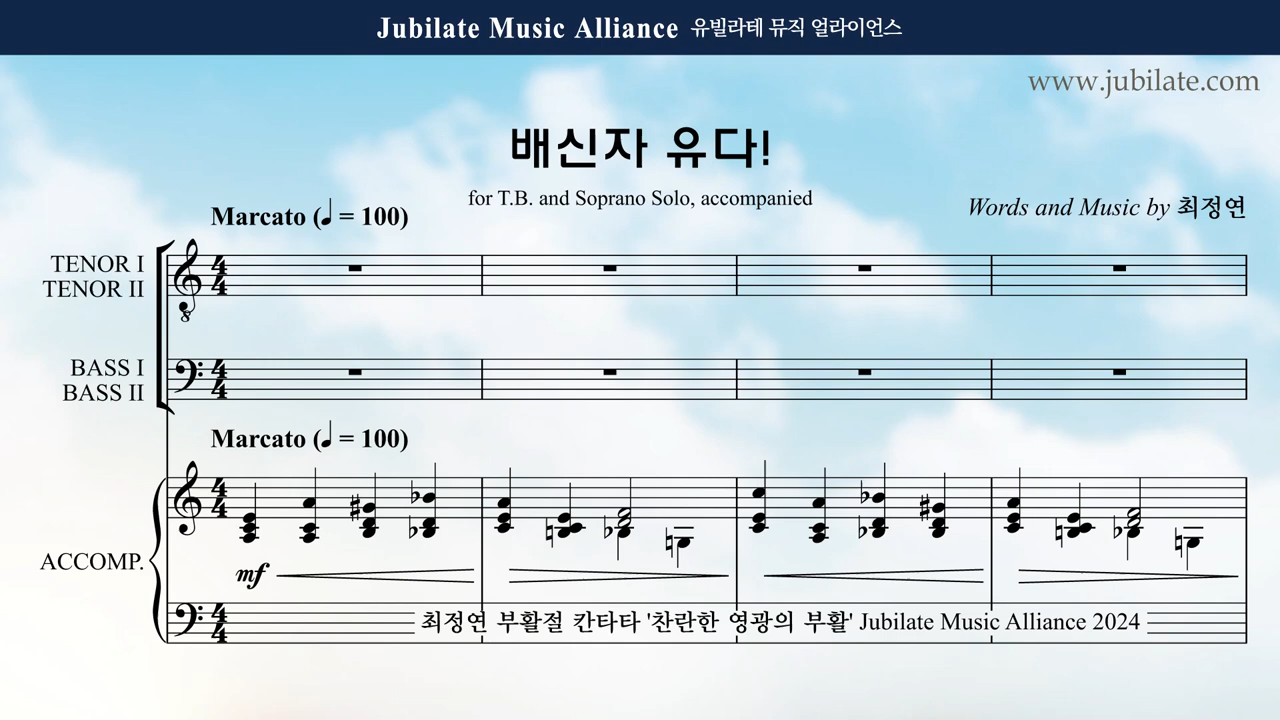 Jubilate Music Alliance 유빌라테 뮤직 얼라이언스
www.jubilate.com
배신자 유다!
for T.B. and Soprano Solo, accompanied
Words and Music by 최정연
Marcato (♩ = 100)
TENOR I
TENOR II
BASS I
BASS II
Marcato (♩ = 100)
ACCOMP.
mf
최정연 부활절 칸타타 '찬란한 영광의 부활' Jubilate Music Alliance 2024